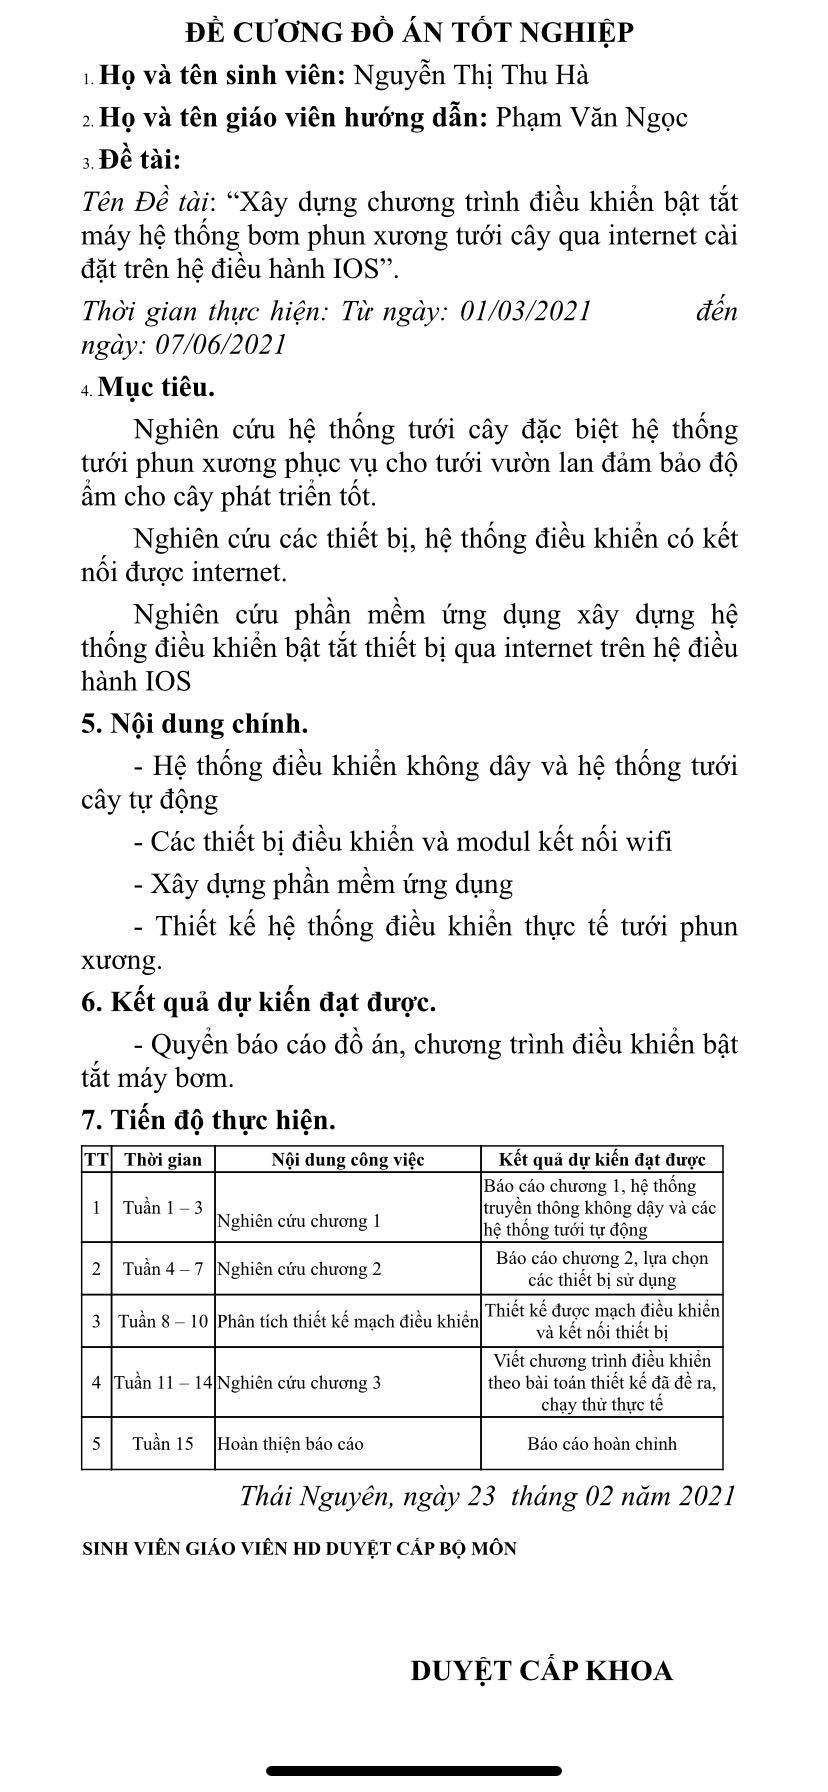 ĐỀ CƯƠNG ĐỒ ÁN TỐT NGHIỆP
1. Họ và tên sinh viên: Nguyễn Thị Thu Hà
2. Họ và tên giáo viên hướng dẫn: Phạm Văn Ngọc
3. Đề tài:
Tên Đề tài: “Xây dựng chương trình điều khiển bật tắt
máy hệ thống bơm phun xương tưới cây qua internet cài
đặt trên hệ điều hành IOS”.
Thời gian thực hiện: Từ ngày: 01/03/2021 đến
ngày: 07/06/2021
4. Mục tiêu.
Nghiên cứu hệ thống tưới cây đặc biệt hệ thống
tưới phun xương phục vụ cho tưới vườn lan đảm bảo độ
ẩm cho cây phát triển tốt.
Nghiên cứu các thiết bị, hệ thống điều khiển có kết
nối được internet.
Nghiên cứu phần mềm ứng dụng xây dựng hệ
thống điều khiển bật tắt thiết bị qua internet trên hệ điều
hành IOS
5. Nội dung chính.
- Hệ thống điều khiển không dây và hệ thống tưới
cây tự động
- Các thiết bị điều khiển và modul kết nối wifi
- Xây dựng phần mềm ứng dụng
- Thiết kế hệ thống điều khiển thực tế tưới phun
xương.
6. Kết quả dự kiến đạt được.
- Quyển báo cáo đồ án, chương trình điều khiển bật
tắt máy bơm.
7. Tiến độ thực hiện.
TT Thời gian Nội dung công việc Kết quả dự kiến đạt được
1 Tuần 1 – 3 Nghiên cứu chương 1 Báo cáo chương 1, hệ thống
truyền thông không dây và các
hệ thống tưới tự động
2 Tuần 4 – 7 Nghiên cứu chương 2 Báo cáo chương 2, lựa chọn
các thiết bị sử dụng
3 Tuần 8 – 10 Phân tích thiết kế mạch điều khiển Thiết kế được mạch điều khiển
và kết nối thiết bị
4 Tuần 11 – 14 Nghiên cứu chương 3 Viết chương trình điều khiển
theo bài toán thiết kế đã đề ra,
chạy thử thực tế
5 Tuần 15 Hoàn thiện báo cáo Báo cáo hoàn chỉnh
Thái Nguyên, ngày 23 tháng 02 năm 2021
SINH VIÊN GIÁO VIÊN HD DUYỆT CẤP BỘ MÔN
DUYỆT CẤP KHOA